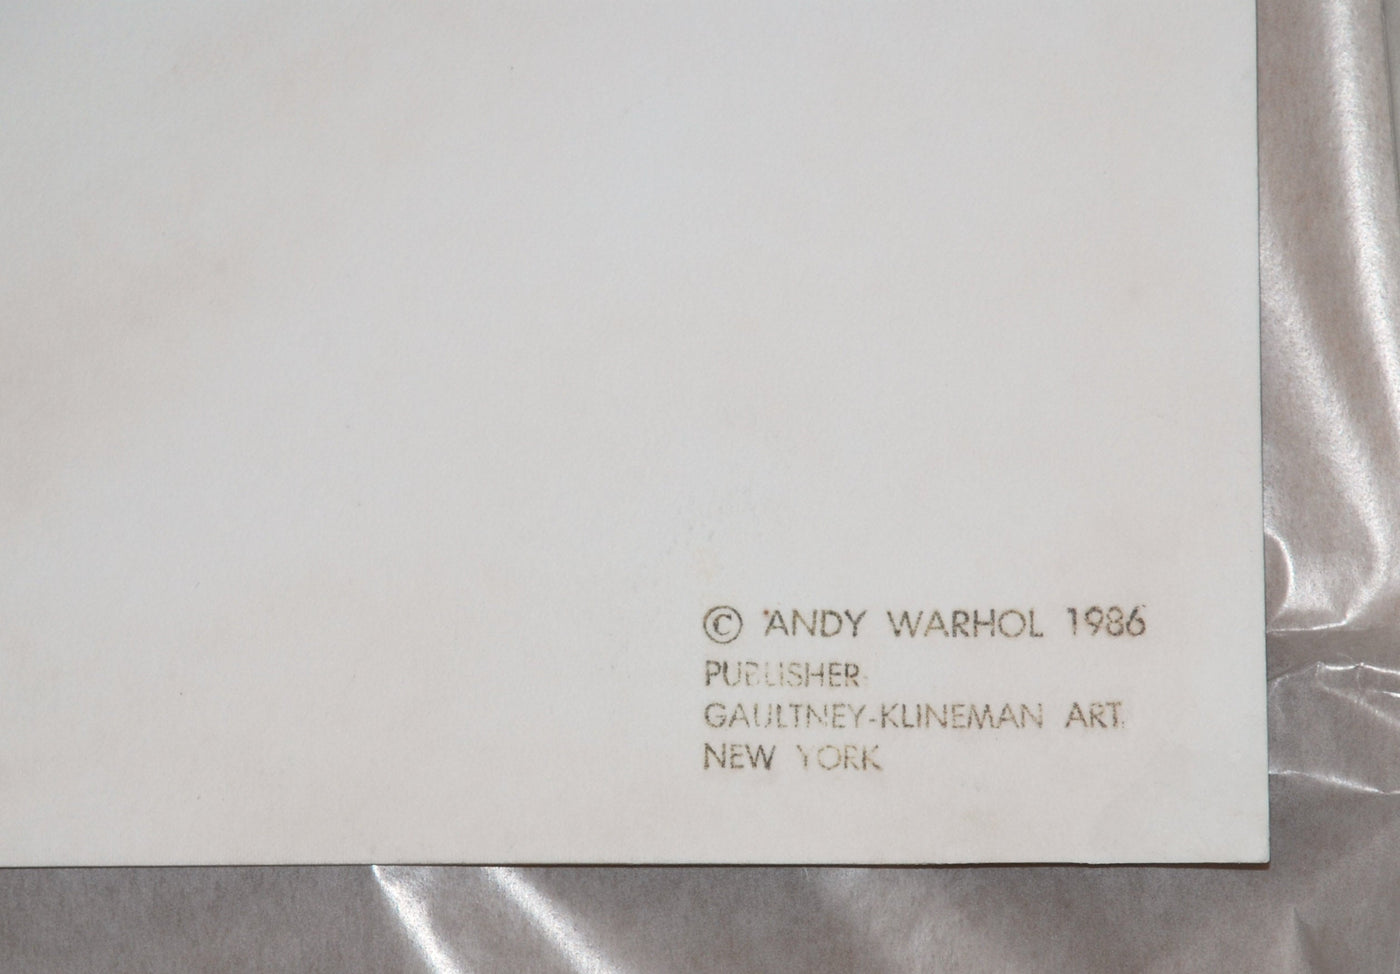 © ANDY WARHOL 1986
PUBLISHER
GAULTNEY-KLINEMAN ART.
NEW YORK